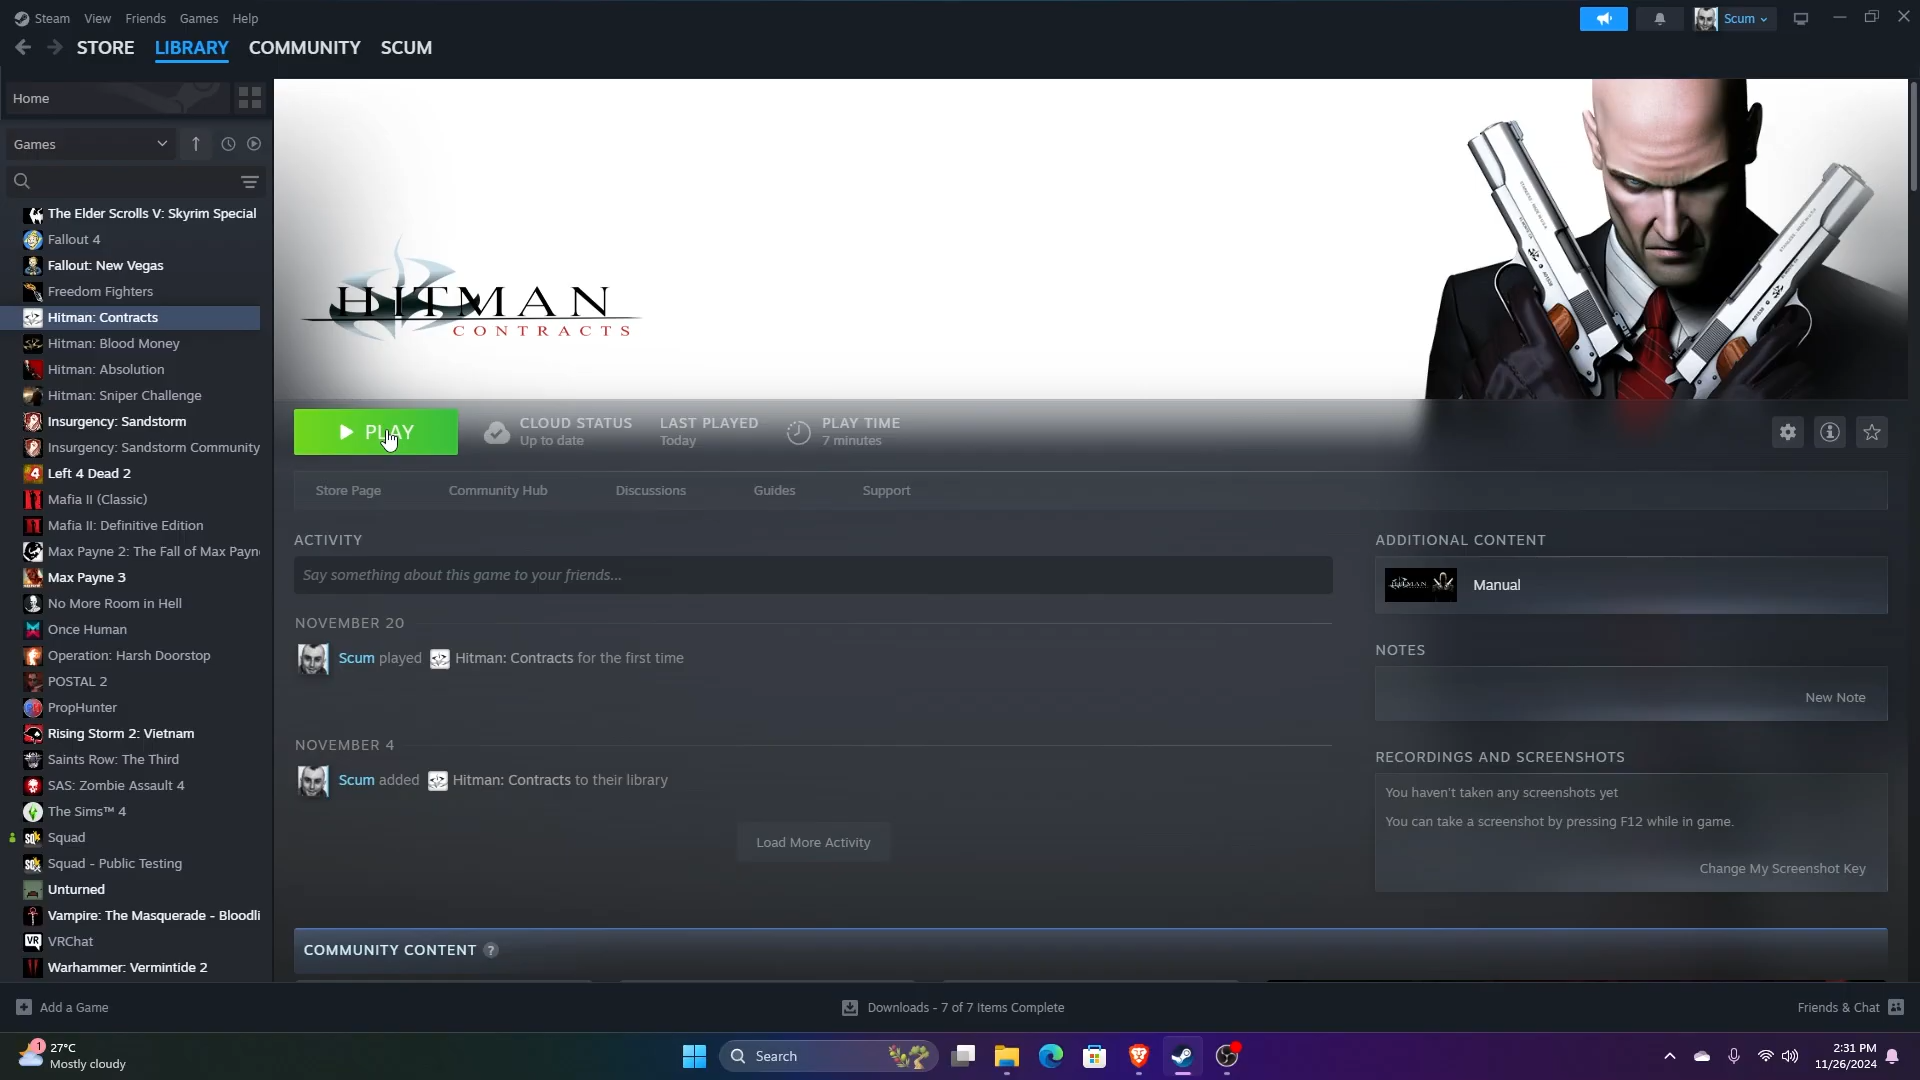 Steam View Friends Games Help
Scum
STORE LIBRARY COMMUNITY SCUM
Home
Games
The Elder Scrolls V: Skyrim Special
Fallout 4
Fallout: New Vegas
Freedom Fighters
Hitman: Contracts
Hitman: Blood Money
Hitman: Absolution
Hitman: Sniper Challenge
Insurgency: Sandstorm
Insurgency: Sandstorm Community
Left 4 Dead 2
Mafia II (Classic)
Mafia II: Definitive Edition
Max Payne 2: The Fall of Max Payn
Max Payne 3
No More Room in Hell
Once Human
Operation: Harsh Doorstop
POSTAL 2
PropHunter
Rising Storm 2: Vietnam
Saints Row: The Third
SAS: Zombie Assault 4
The Sims™ 4
Squad
Squad - Public Testing
Unturned
Vampire: The Masquerade - Bloodli
VRChat
Warhammer: Vermintide 2
HITMAN
CONTRACTS
PLAY
CLOUD STATUS
Up to date
LAST PLAYED
Today
PLAY TIME
7 minutes
Store Page Community Hub Discussions Guides Support
ACTIVITY
Say something about this game to your friends...
NOVEMBER 20
Scum played Hitman: Contracts for the first time
NOVEMBER 4
Scum added Hitman: Contracts to their library
Load More Activity
ADDITIONAL CONTENT
HITMAN
Manual
NOTES
New Note
RECORDINGS AND SCREENSHOTS
You haven't taken any screenshots yet
You can take a screenshot by pressing F12 while in game.
Change My Screenshot Key
COMMUNITY CONTENT ?
Add a Game
Downloads - 7 of 7 Items Complete
Friends & Chat
1
27°C
Mostly cloudy
Search
2:31 PM
11/26/2024